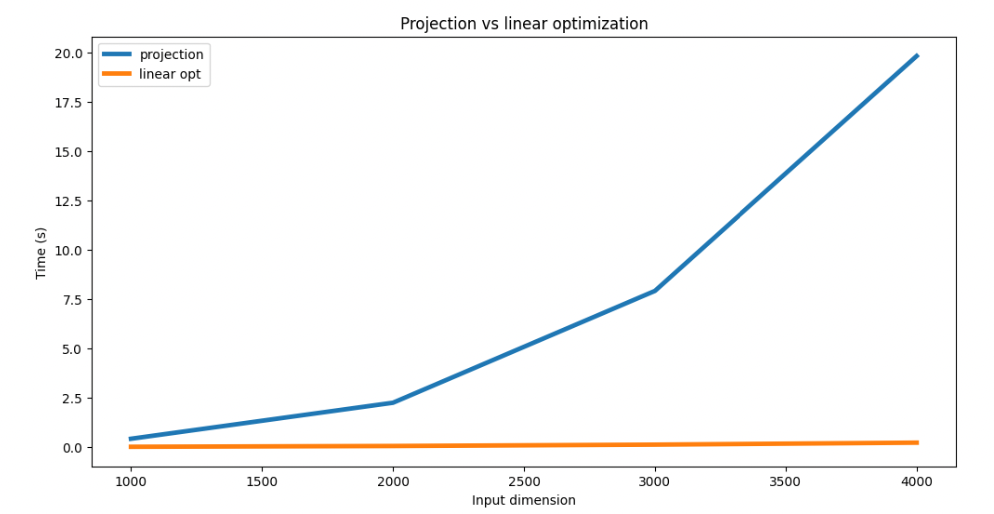 Projection vs linear optimization
projection
linear opt
Time (s)
20.0
17.5
15.0
12.5
10.0
7.5
5.0
2.5
0.0
1000 1500 2000 2500 3000 3500 4000
Input dimension